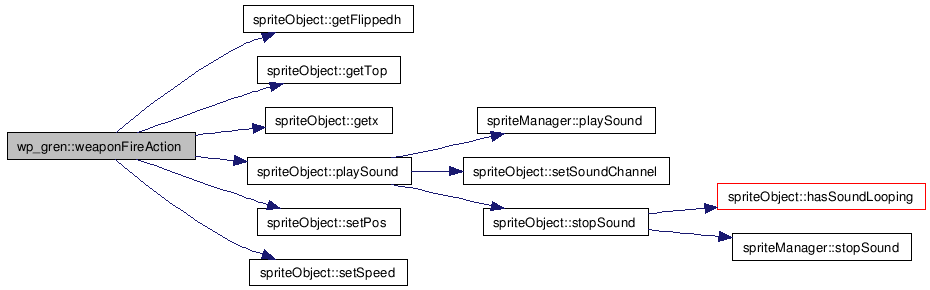 spriteObject::getFlippedh
spriteObject::getTop
spriteObject::getx
spriteManager::playSound
wp_gren::weaponFireAction
spriteObject::playSound
spriteObject::setSoundChannel
spriteObject::hasSoundLooping
spriteObject::setPos
spriteObject::stopSound
spriteManager::stopSound
spriteObject::setSpeed